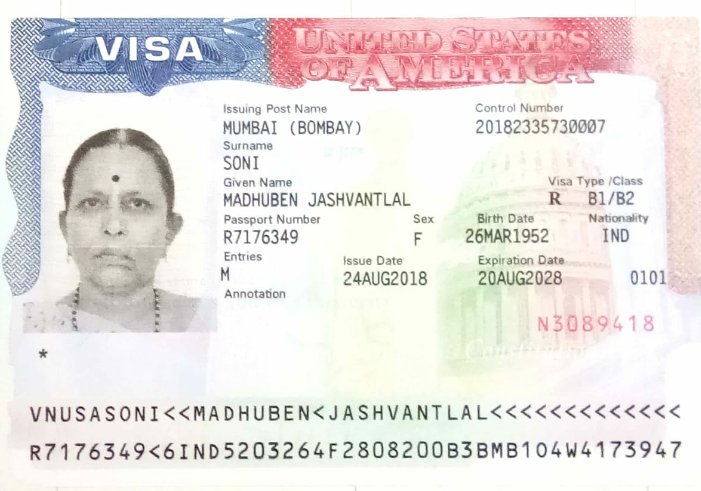 VISA
UNITED STATES
OF AMERICA
Issuing Post Name
Control Number
MUMBAI (BOMBAY)
20182335730007
Surname
SONI
Given Name
Visa Type /Class
MADHUBEN JASHVANTLAL
R B1/B2
Passport Number Sex Birth Date Nationality
R7176349 F 26MAR1952 IND
Entries Issue Date Expiration Date
M 24AUG2018 20AUG2028 0101
Annotation
N3089418
*
VNUSASONI<<MADHUBEN<JASHVANTLAL<<<<<<<<<<<<<
R7176349<6IND5203264F2808200B3BMB104W4173947